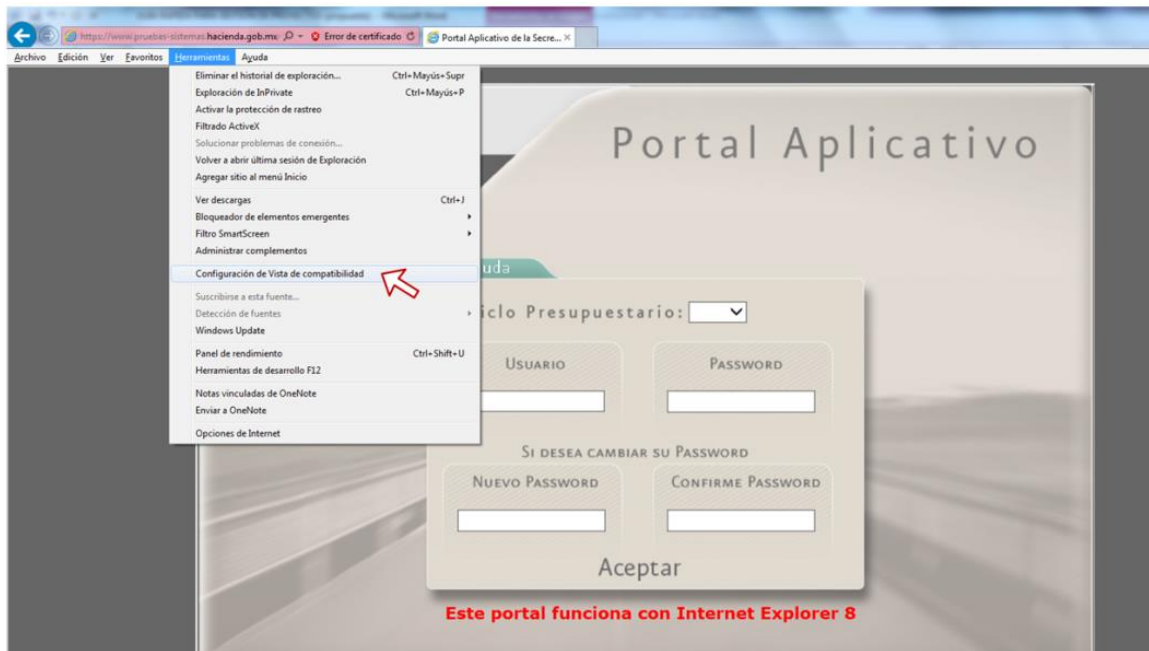 https://www.pruebas-sistemas.hacienda.gob.mx
Error de certificado
Portal Aplicativo de la Secre...
Archivo Edición Ver Favoritos Herramientas Ayuda
Eliminar el historial de exploración... Ctrl+Mayús+Supr
Exploración de InPrivate Ctrl+Mayús+P
Activar la protección de rastreo
Filtrado ActiveX
Solucionar problemas de conexión...
Volver a abrir última sesión de Exploración
Agregar sitio al menú Inicio
Ver descargas Ctrl+J
Bloqueador de elementos emergentes
Filtro SmartScreen
Administrar complementos
Configuración de Vista de compatibilidad
Suscribirse a esta fuente...
Detección de fuentes
Windows Update
Panel de rendimiento Ctrl+Shift+U
Herramientas de desarrollo F12
Notas vinculadas de OneNote
Enviar a OneNote
Opciones de Internet
Portal Aplicativo
uda
iclo Presupuestario:
Usuario Password
Si desea cambiar su Password
Nuevo Password Confirme Password
Aceptar
Este portal funciona con Internet Explorer 8